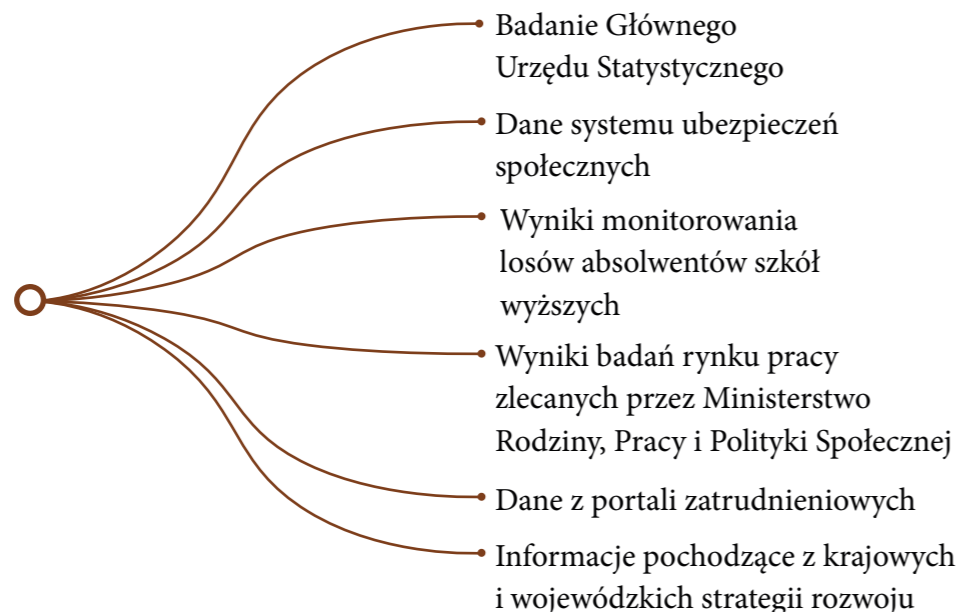 Badanie Głównego
Urzędu Statystycznego
Dane systemu ubezpieczeń
społecznych
Wyniki monitorowania
losów absolwentów szkół
wyższych
Wyniki badań rynku pracy
zlecanych przez Ministerstwo
Rodziny, Pracy i Polityki Społecznej
Dane z portali zatrudnieniowych
Informacje pochodzące z krajowych
i wojewódzkich strategii rozwoju